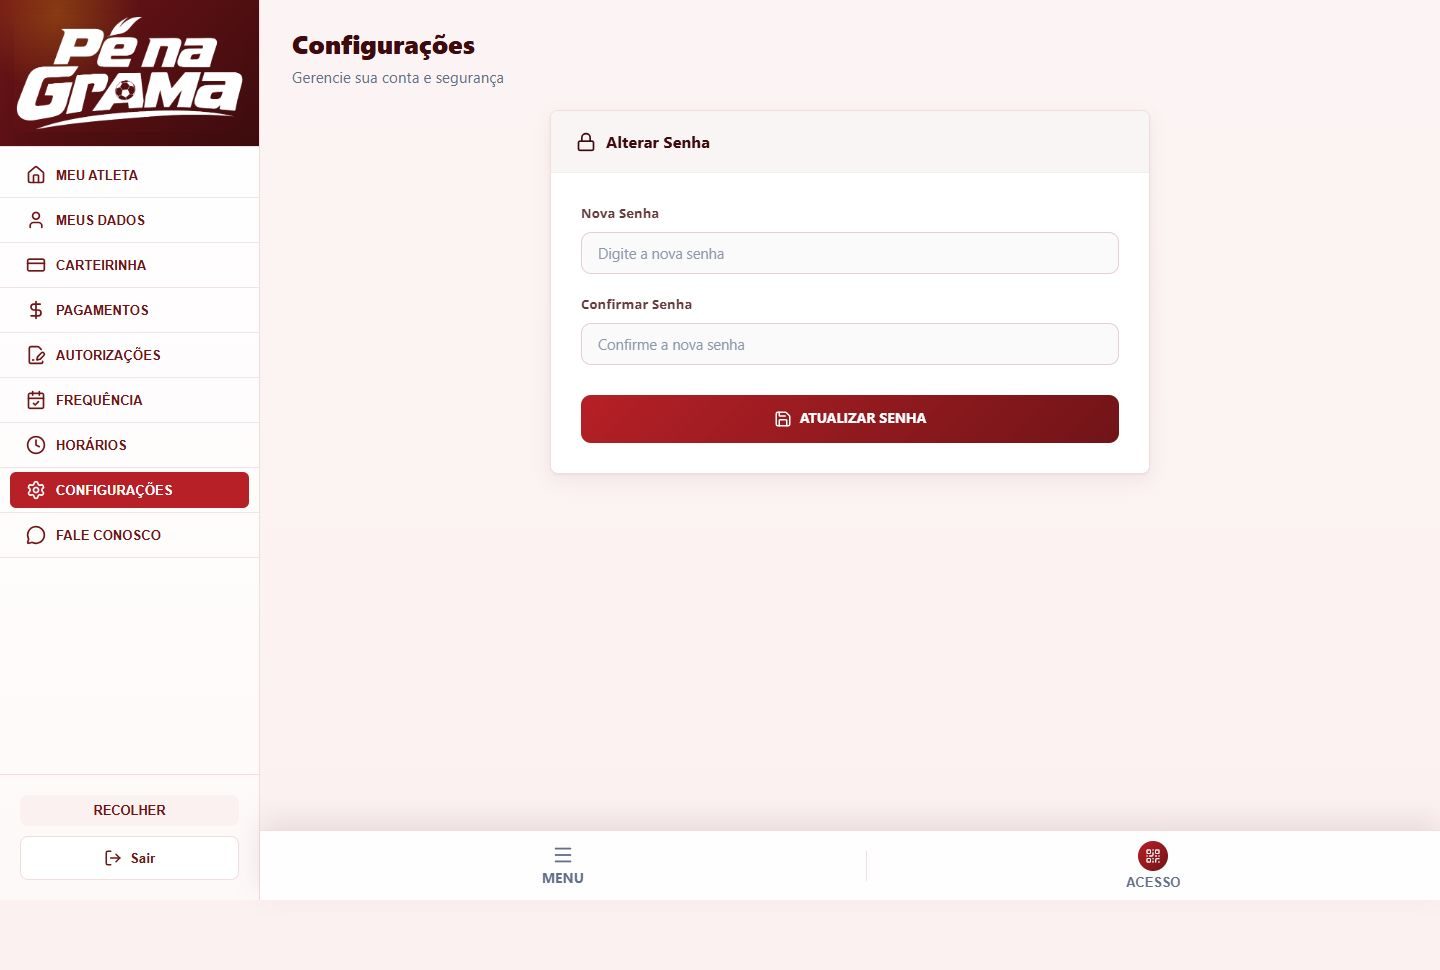 Pé na
Grama
MEU ATLETA
MEUS DADOS
CARTEIRINHA
PAGAMENTOS
AUTORIZAÇÕES
FREQUÊNCIA
HORÁRIOS
CONFIGURAÇÕES
FALE CONOSCO
RECOLHER
Sair
Configurações
Gerencie sua conta e segurança
Alterar Senha
Nova Senha
Digite a nova senha
Confirmar Senha
Confirme a nova senha
ATUALIZAR SENHA
MENU
ACESSO